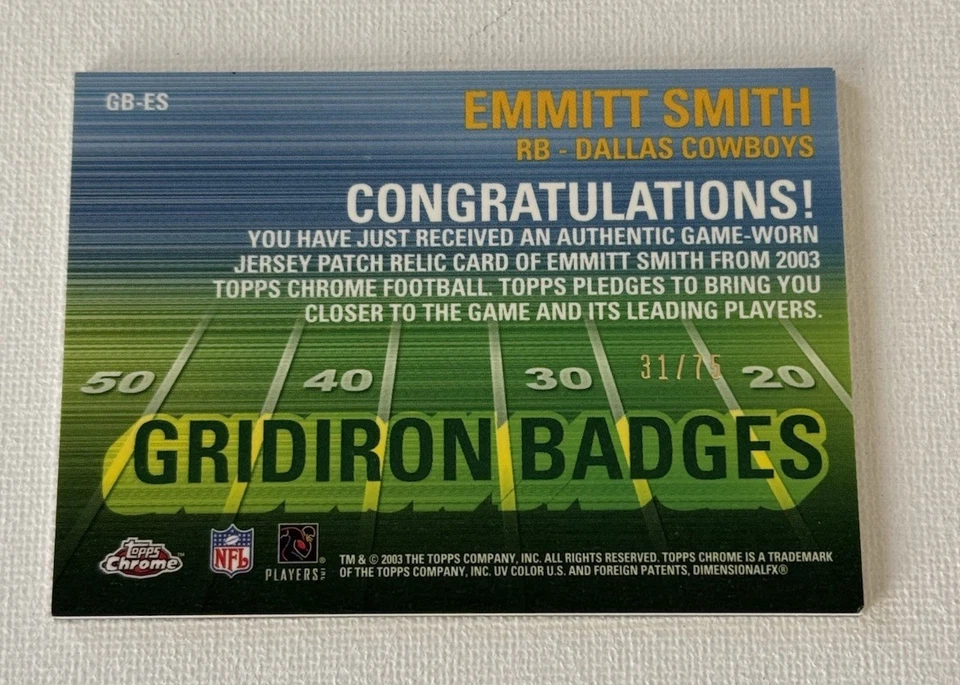 GB-ES
EMMITT SMITH
RB - DALLAS COWBOYS
CONGRATULATIONS!
YOU HAVE JUST RECEIVED AN AUTHENTIC GAME-WORN
JERSEY PATCH RELIC CARD OF EMMITT SMITH FROM 2003
TOPPS CHROME FOOTBALL. TOPPS PLEDGES TO BRING YOU
CLOSER TO THE GAME AND ITS LEADING PLAYERS.
31/75
50 40 30 20
GRIDIRON BADGES
topps Chrome™
NFL
PLAYERS
TM & © 2003 THE TOPPS COMPANY, INC. ALL RIGHTS RESERVED. TOPPS CHROME IS A TRADEMARK
OF THE TOPPS COMPANY, INC. UV COLOR U.S. AND FOREIGN PATENTS, DIMENSIONALFX®